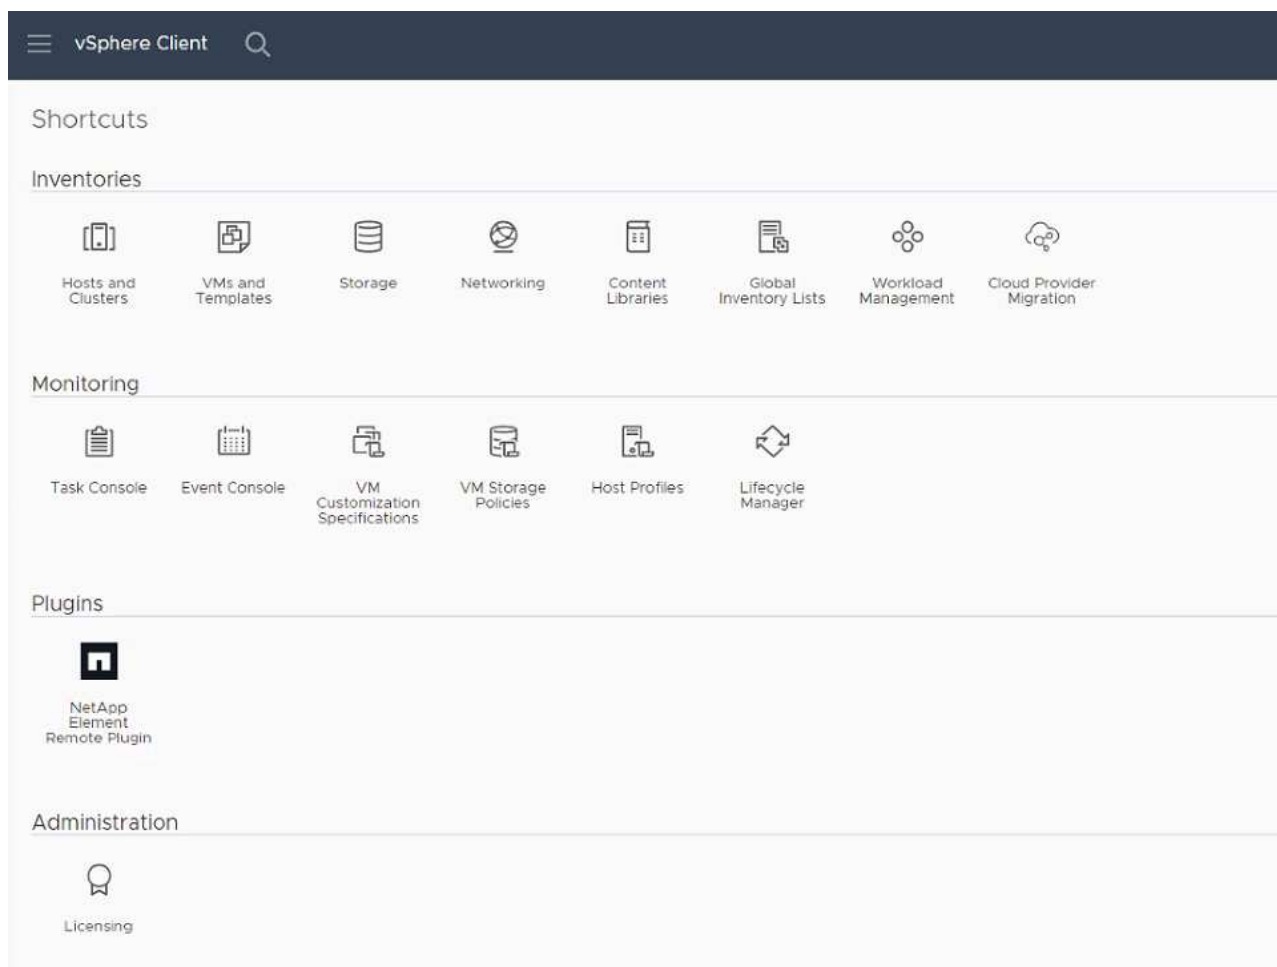 vSphere Client
Shortcuts
Inventories
Hosts and
Clusters
VMs and
Templates
Storage
Networking
Content
Libraries
Global
Inventory Lists
Workload
Management
Cloud Provider
Migration
Monitoring
Task Console
Event Console
VM
Customization
Specifications
VM Storage
Policies
Host Profiles
Lifecycle
Manager
Plugins
NetApp
Element
Remote Plugin
Administration
Licensing